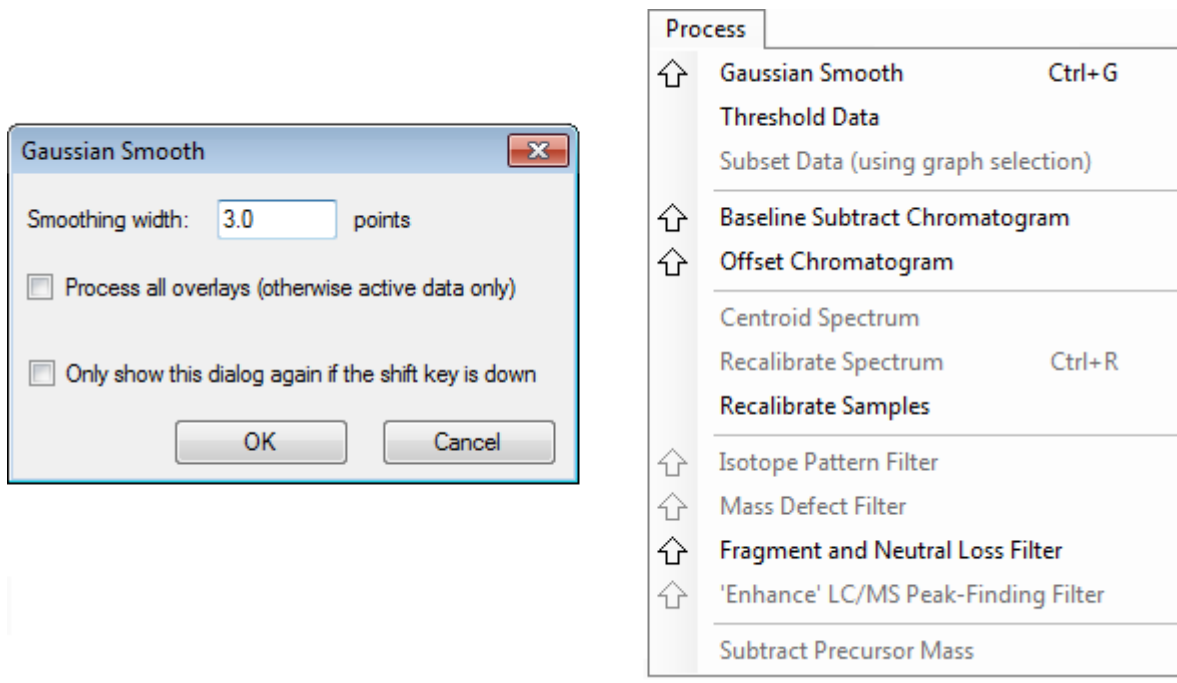 Gaussian Smooth
Smoothing width: 3.0 points
Process all overlays (otherwise active data only)
Only show this dialog again if the shift key is down
OK Cancel
Process
Gaussian Smooth Ctrl+G
Threshold Data
Subset Data (using graph selection)
Baseline Subtract Chromatogram
Offset Chromatogram
Centroid Spectrum
Recalibrate Spectrum Ctrl+R
Recalibrate Samples
Isotope Pattern Filter
Mass Defect Filter
Fragment and Neutral Loss Filter
'Enhance' LC/MS Peak-Finding Filter
Subtract Precursor Mass